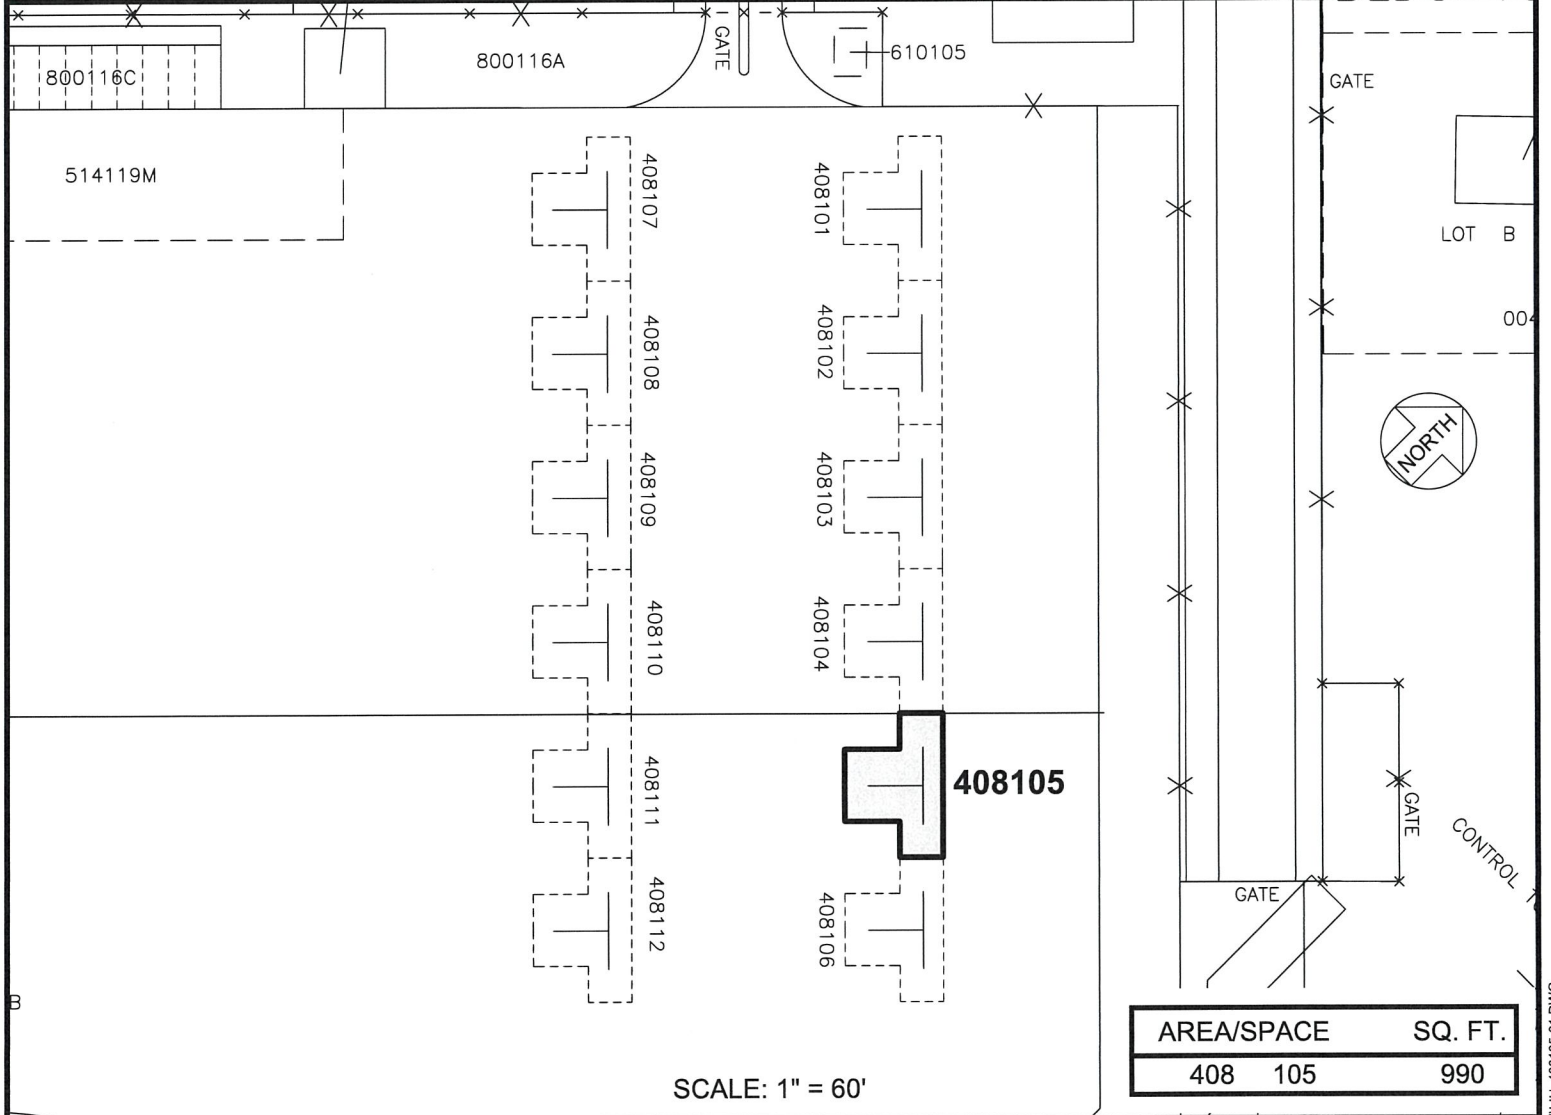 800116C
800116A
GATE
610105
GATE
514119M
LOT B
004
408107
408101
408108
408102
NORTH
408109
408103
408110
408104
408111
408105
GATE
CONTROL
408112
408106
GATE
B
AREA/SPACE SQ. FT.
408 105 990
SCALE: 1" = 60'